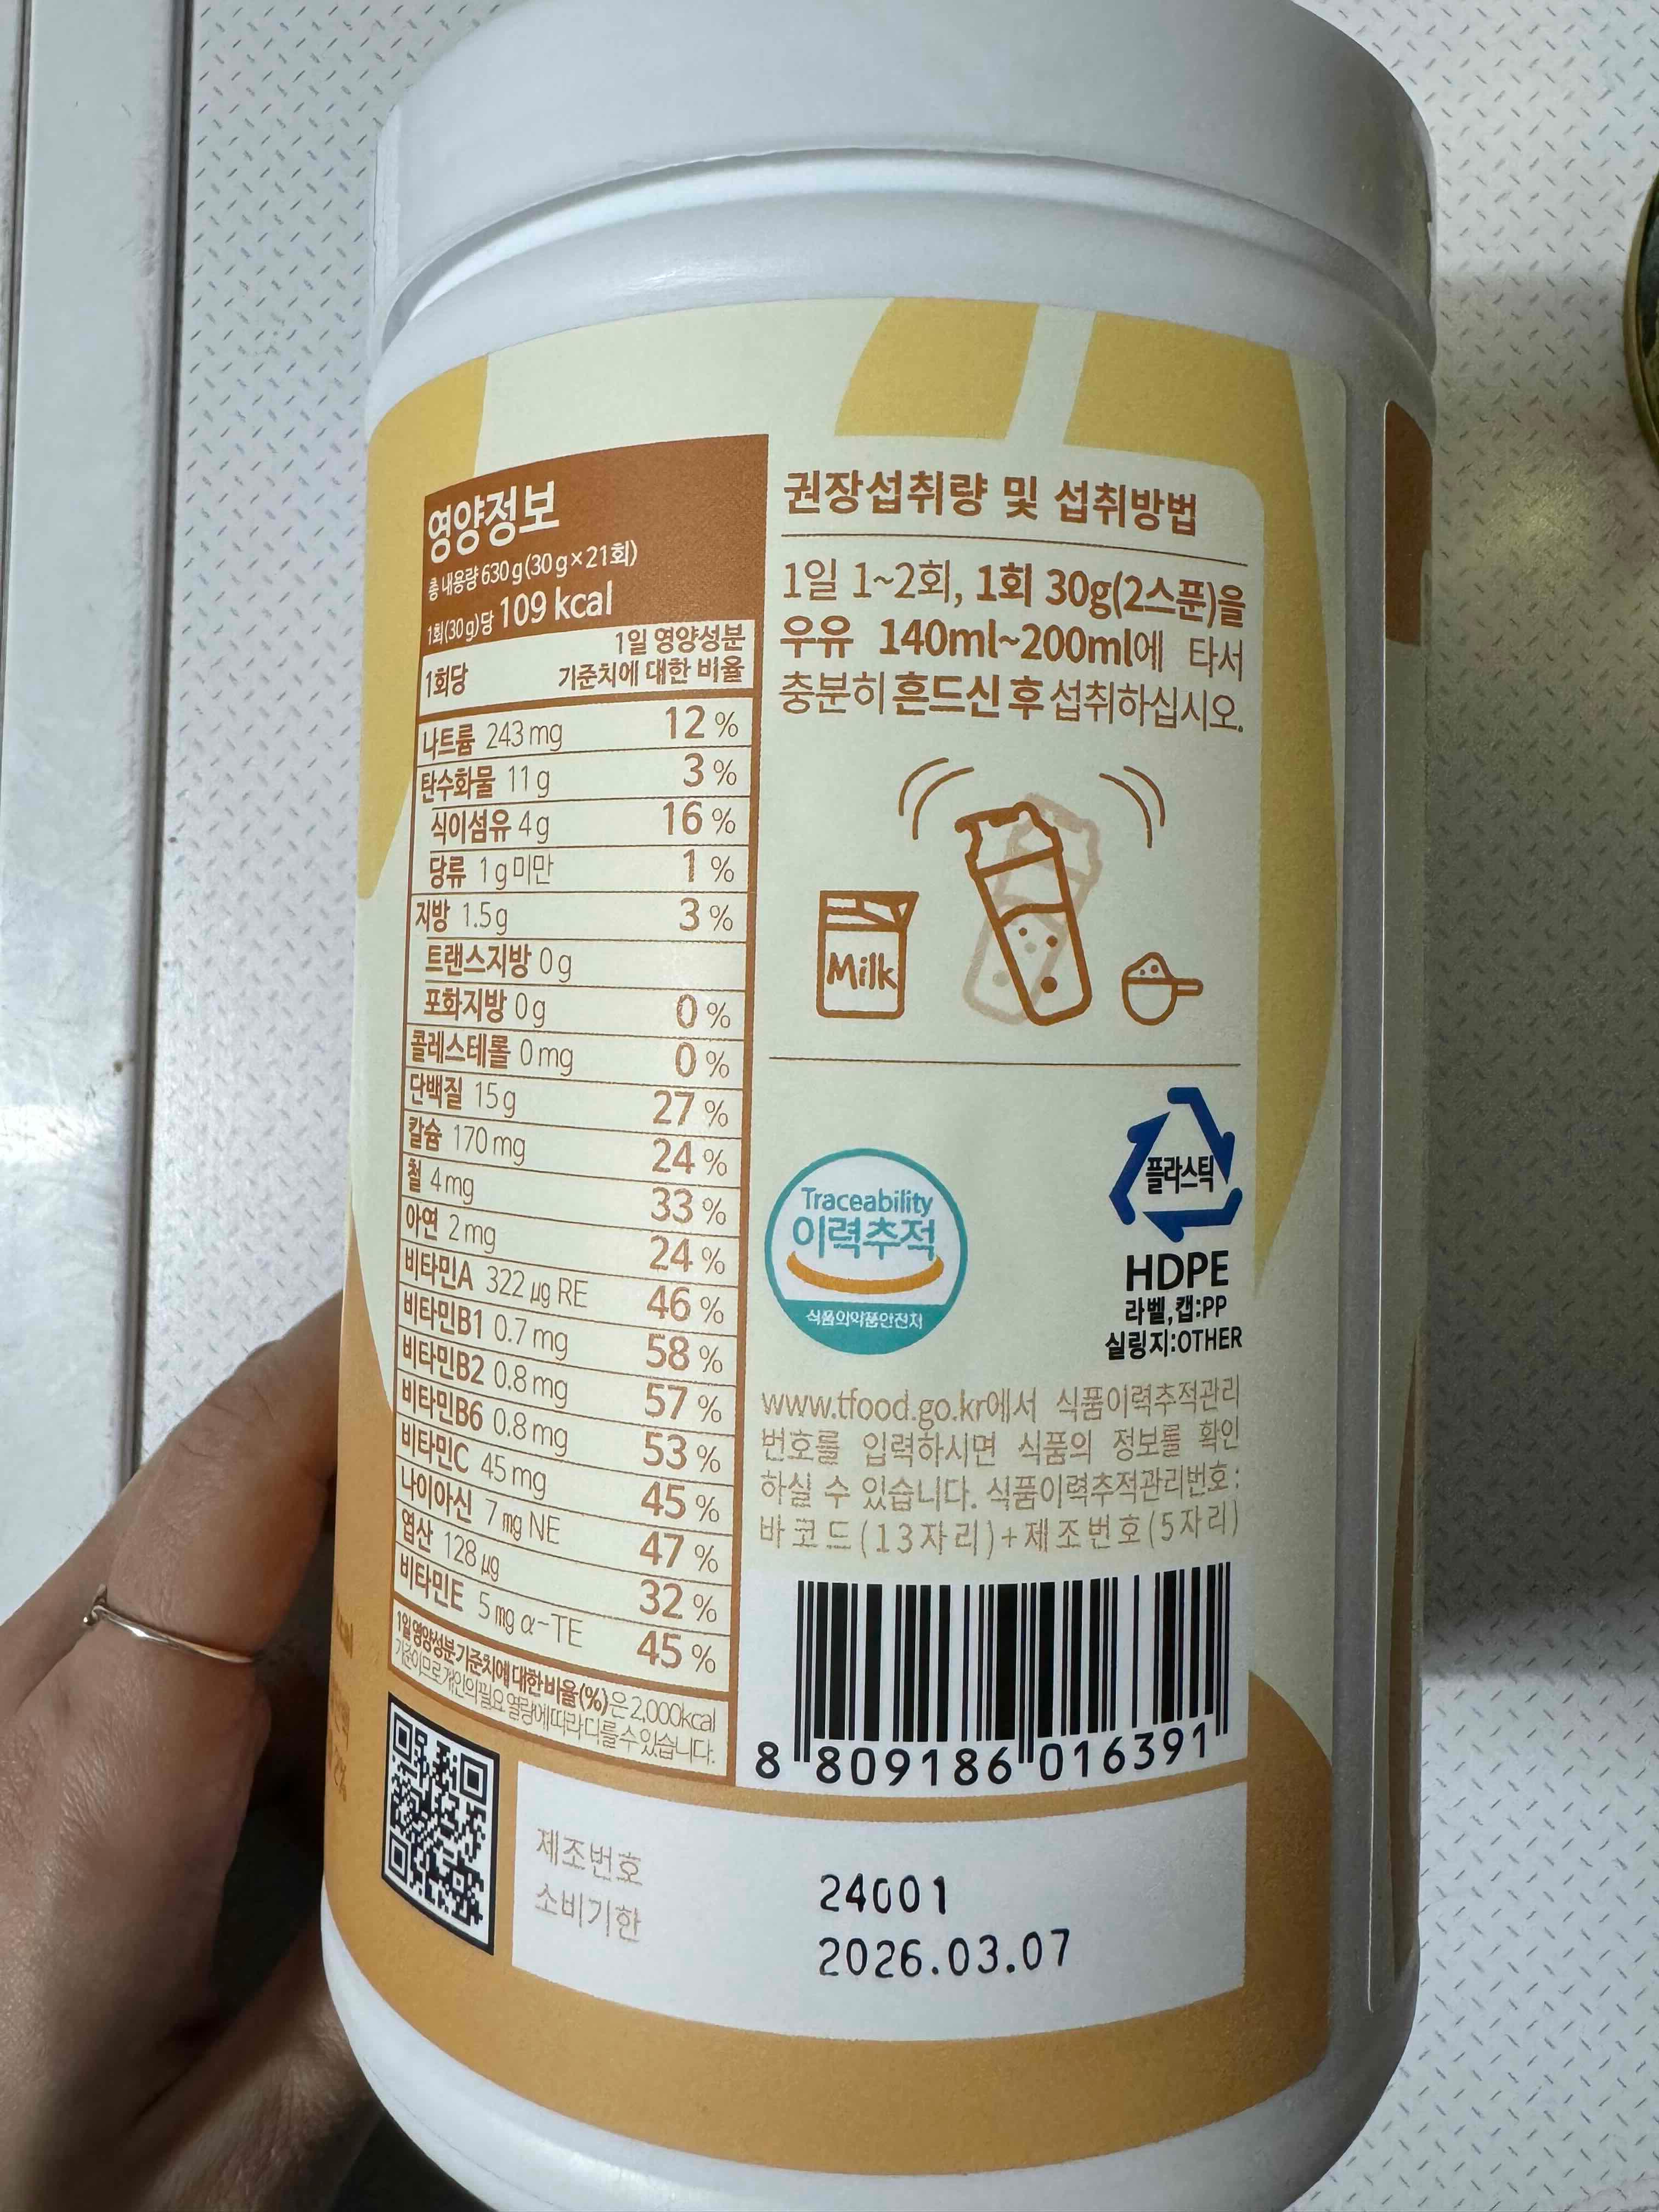 영양정보
총 내용량 630 g(30 g×21회)
1회(30g)당 109 kcal
1회당
1일 영양성분
기준치에 대한 비율
나트륨 243 mg 12 %
탄수화물 11 g 3 %
식이섬유 4 g 16 %
당류 1 g 미만 1 %
지방 1.5 g 3 %
트랜스지방 0 g
포화지방 0 g 0 %
콜레스테롤 0 mg 0 %
단백질 15 g 27 %
칼슘 170 mg 24 %
철 4 mg 33 %
아연 2 mg 24 %
비타민A 322 μg RE 46 %
비타민B1 0.7 mg 58 %
비타민B2 0.8 mg 57 %
비타민B6 0.8 mg 53 %
비타민C 45 mg 45 %
나이아신 7 mg NE 47 %
엽산 128 μg 32 %
비타민E 5 mg α-TE 45 %
1일 영양성분 기준치에 대한 비율(%)은 2,000kcal
기준이므로 개인의 필요 열량에 따라 다를 수 있습니다.
권장섭취량 및 섭취방법
1일 1~2회, 1회 30g(2스푼)을
우유 140ml~200ml에 타서
충분히 흔드신 후 섭취하십시오.
Milk
Traceability
이력추적
식품의약품안전처
플라스틱
HDPE
라벨,캡:PP
실링지:OTHER
www.tfood.go.kr에서 식품이력추적관리
번호를 입력하시면 식품의 정보를 확인
하실 수 있습니다. 식품이력추적관리번호:
바코드(13자리)+제조번호(5자리)
8 809186 016391
제조번호 24001
소비기한 2026.03.07
kcal